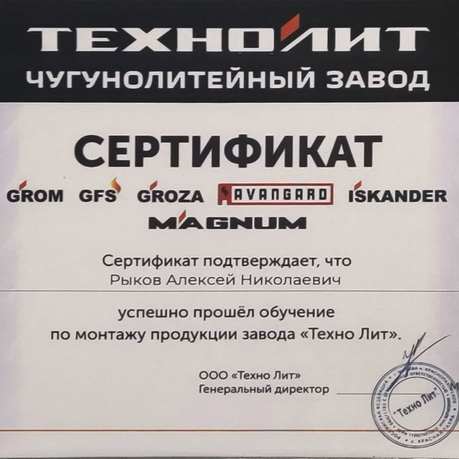 ТЕХНОЛИТ
ЧУГУНОЛИТЕЙНЫЙ ЗАВОД
СЕРТИФИКАТ
GROM GFS GROZA AVANGARD ISKANDER
MAGNUM
Сертификат подтверждает, что
Рыков Алексей Николаевич
успешно прошёл обучение
по монтажу продукции завода «Техно Лит».
ООО «Техно Лит»
Генеральный директор
"Техно Лит"